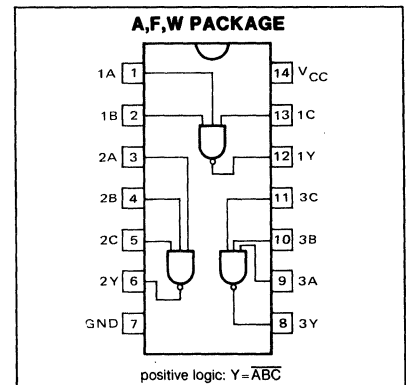 A,F,W PACKAGE
1A 1 14 VCC
1B 2 13 1C
2A 3 12 1Y
2B 4 11 3C
2C 5 10 3B
2Y 6 9 3A
GND 7 8 3Y
positive logic: Y=A̅B̅C̅